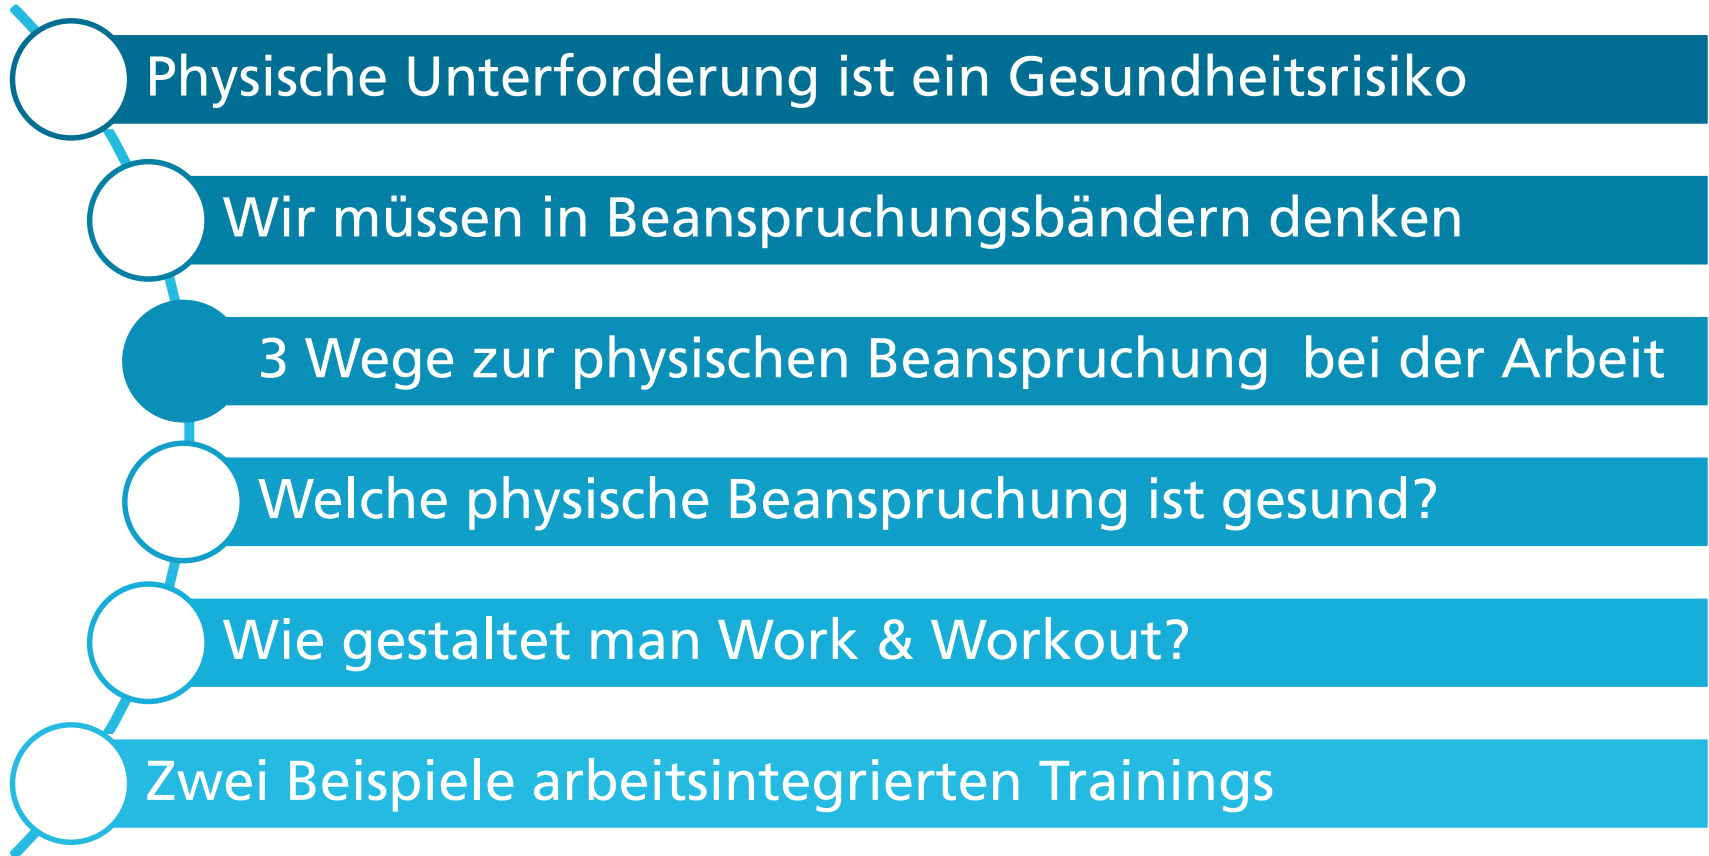 Physische Unterforderung ist ein Gesundheitsrisiko
Wir müssen in Beanspruchungsbändern denken
3 Wege zur physischen Beanspruchung  bei der Arbeit
Welche physische Beanspruchung ist gesund?
Wie gestaltet man Work & Workout?
Zwei Beispiele arbeitsintegrierten Trainings